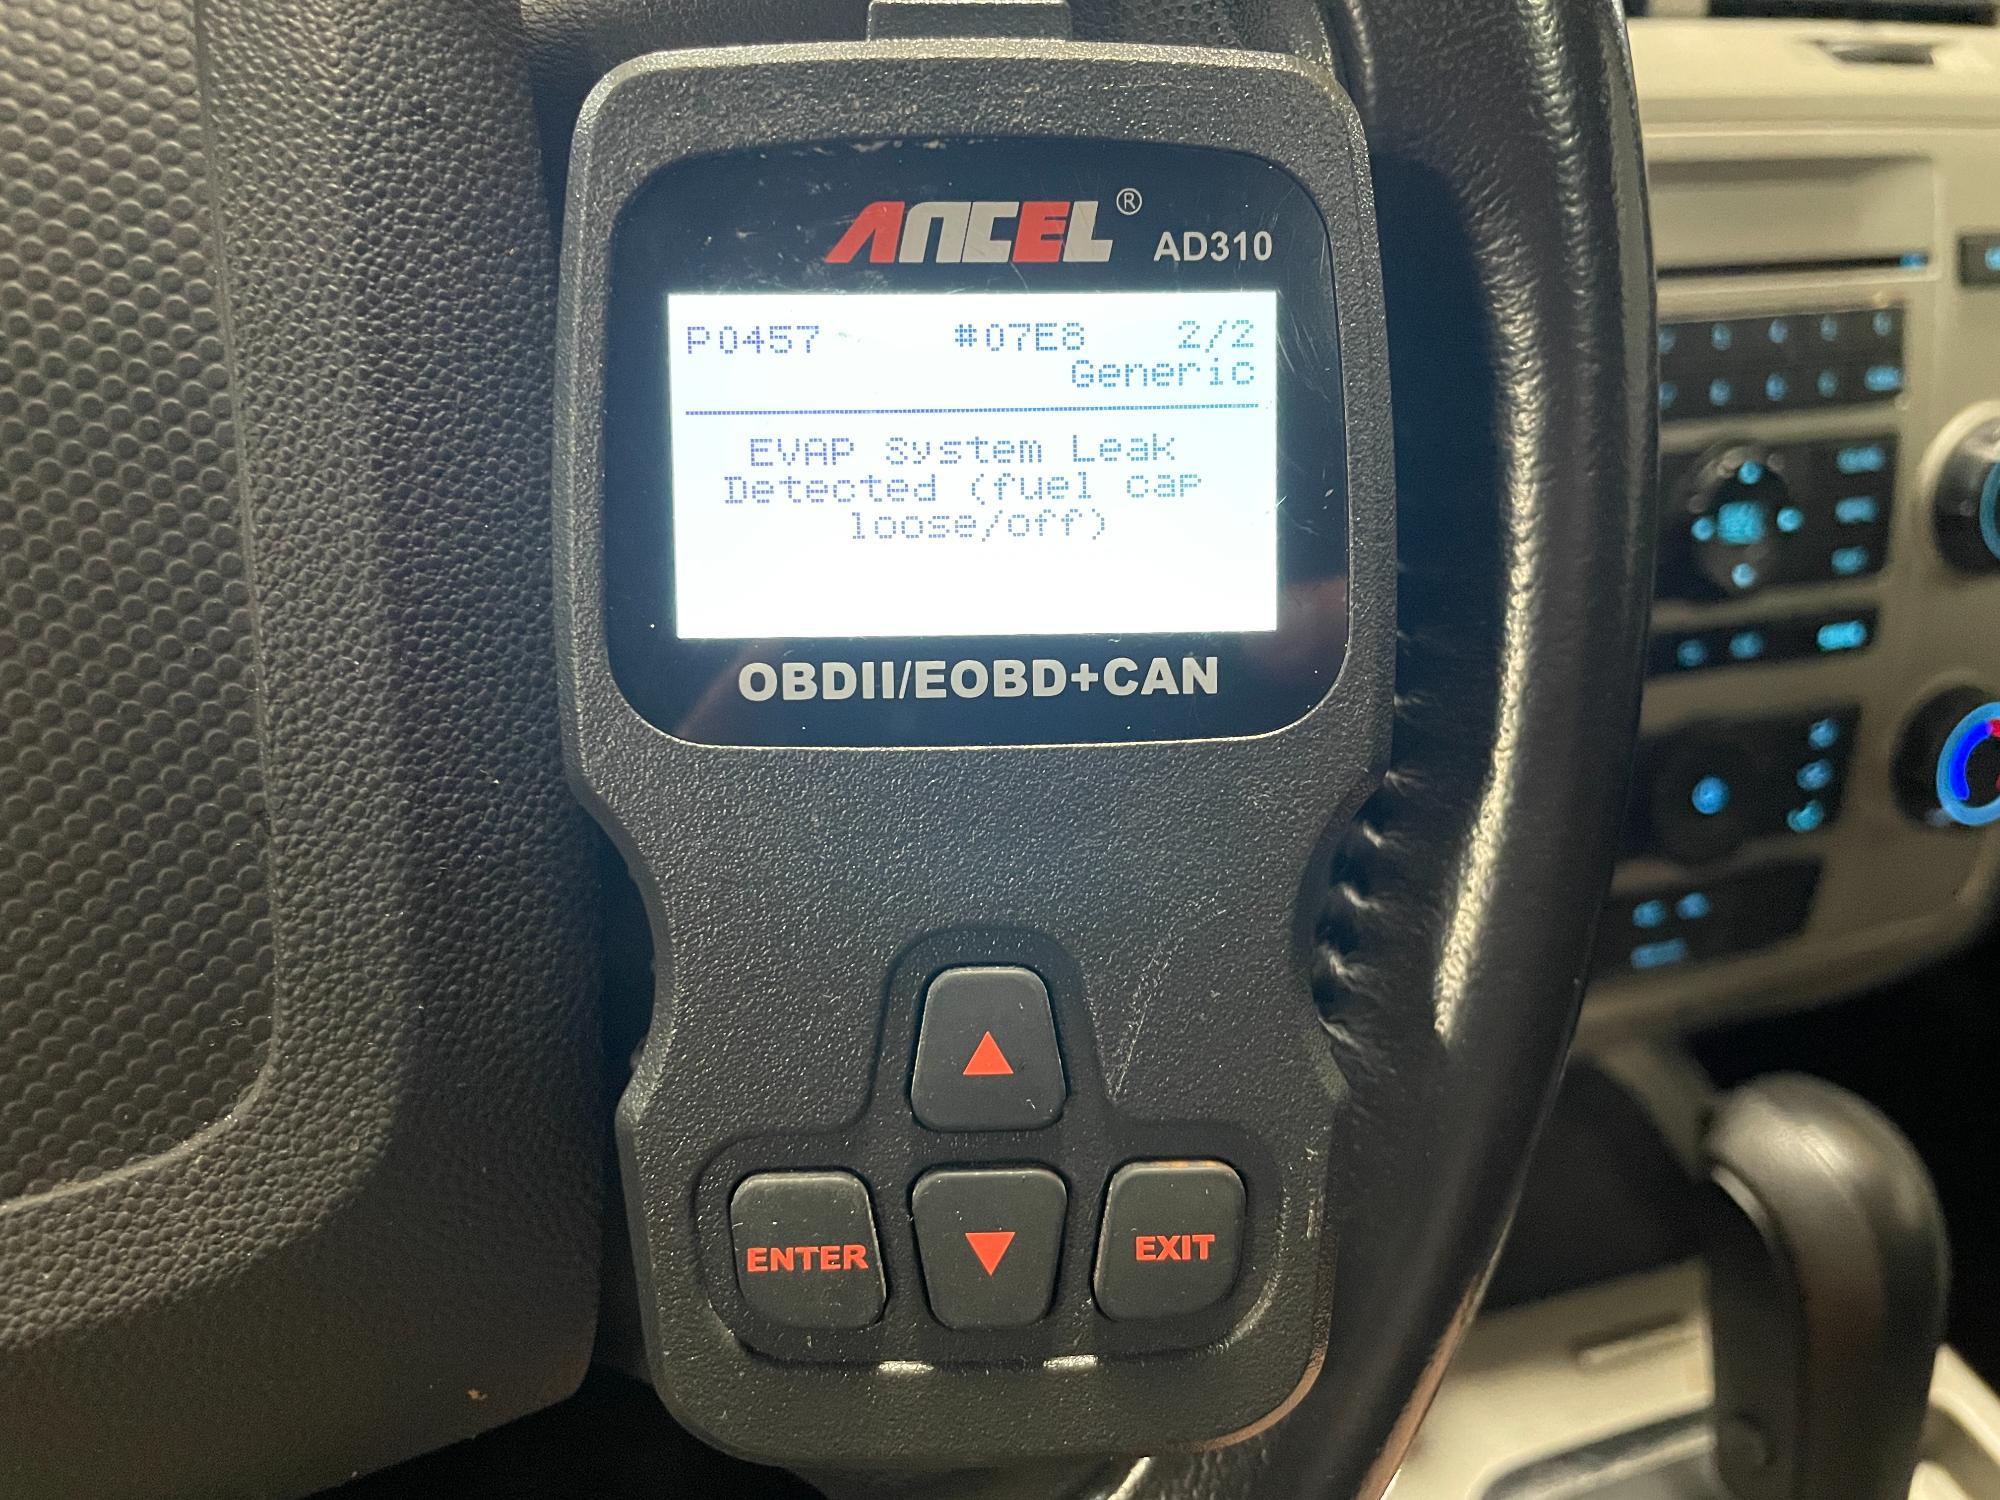 ANCEL® AD310
P0457 #07E8 2/2
Generic
EVAP System Leak
Detected (fuel cap
loose/off)
OBDII/EOBD+CAN
ENTER
EXIT